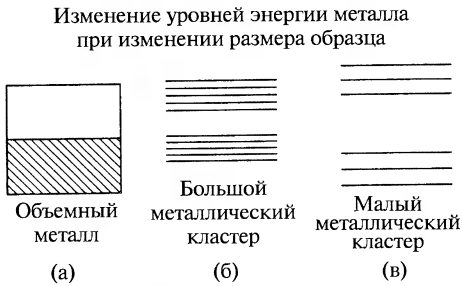 Изменение уровней энергии металла
при изменении размера образца
Объемный
металл
(а)
Большой
металлический
кластер
(б)
Малый
металлический
кластер
(в)